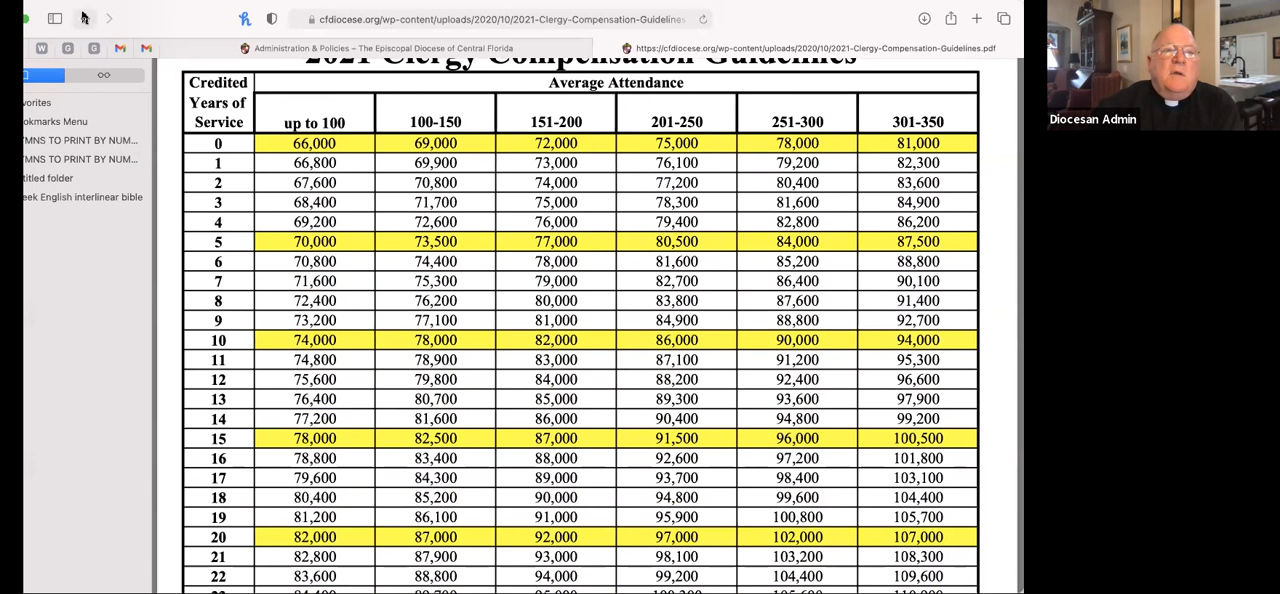 cfdiocese.org/wp-content/uploads/2020/10/2021-Clergy-Compensation-Guidelines
W G G
Administration & Policies – The Episcopal Diocese of Central Florida
https://cfdiocese.org/wp-content/uploads/2020/10/2021-Clergy-Compensation-Guidelines.pdf
vorites
okmarks Menu
YMNS TO PRINT BY NUM...
YMNS TO PRINT BY NUM...
titled folder
eek English interlinear bible
2021 Clergy Compensation Guidelines
Credited Years of Service
Average Attendance
up to 100 100-150 151-200 201-250 251-300 301-350
0 66,000 69,000 72,000 75,000 78,000 81,000
1 66,800 69,900 73,000 76,100 79,200 82,300
2 67,600 70,800 74,000 77,200 80,400 83,600
3 68,400 71,700 75,000 78,300 81,600 84,900
4 69,200 72,600 76,000 79,400 82,800 86,200
5 70,000 73,500 77,000 80,500 84,000 87,500
6 70,800 74,400 78,000 81,600 85,200 88,800
7 71,600 75,300 79,000 82,700 86,400 90,100
8 72,400 76,200 80,000 83,800 87,600 91,400
9 73,200 77,100 81,000 84,900 88,800 92,700
10 74,000 78,000 82,000 86,000 90,000 94,000
11 74,800 78,900 83,000 87,100 91,200 95,300
12 75,600 79,800 84,000 88,200 92,400 96,600
13 76,400 80,700 85,000 89,300 93,600 97,900
14 77,200 81,600 86,000 90,400 94,800 99,200
15 78,000 82,500 87,000 91,500 96,000 100,500
16 78,800 83,400 88,000 92,600 97,200 101,800
17 79,600 84,300 89,000 93,700 98,400 103,100
18 80,400 85,200 90,000 94,800 99,600 104,400
19 81,200 86,100 91,000 95,900 100,800 105,700
20 82,000 87,000 92,000 97,000 102,000 107,000
21 82,800 87,900 93,000 98,100 103,200 108,300
22 83,600 88,800 94,000 99,200 104,400 109,600
Diocesan Admin